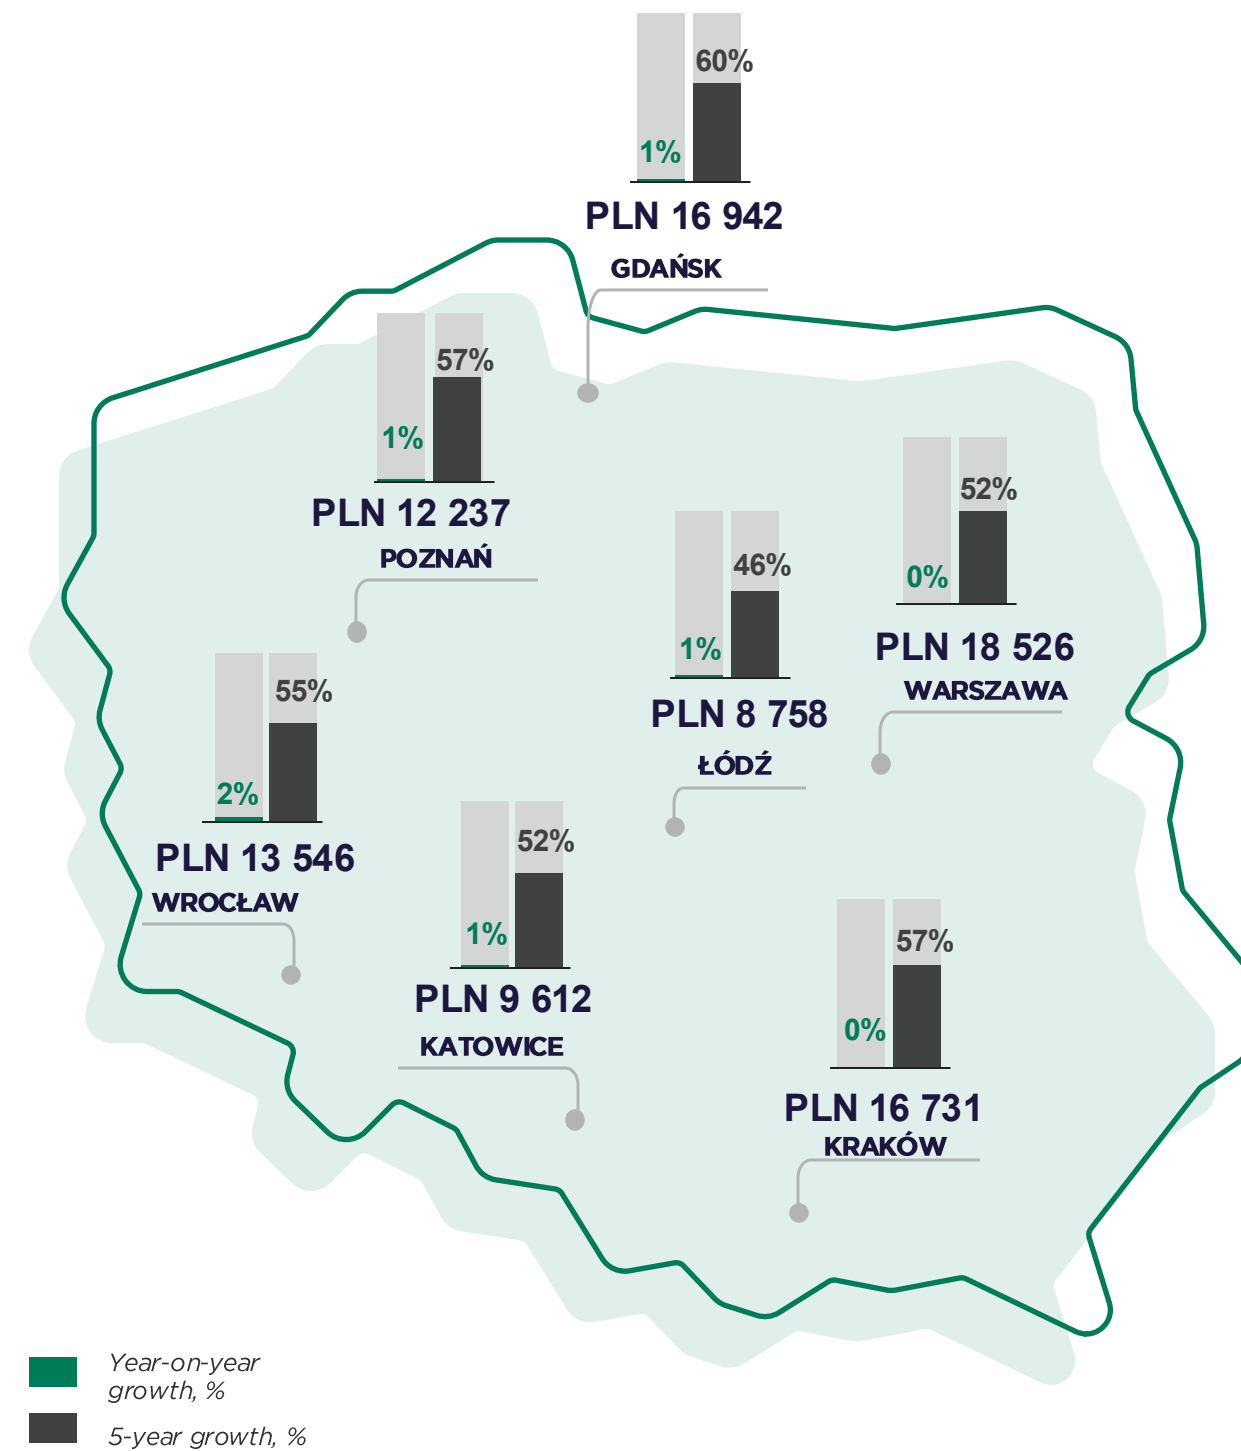 60%
1%
PLN 16 942
GDAŃSK
57%
1%
PLN 12 237
POZNAŃ
52%
0%
PLN 18 526
WARSZAWA
46%
1%
PLN 8 758
ŁÓDŹ
55%
2%
PLN 13 546
WROCŁAW
52%
1%
PLN 9 612
KATOWICE
57%
0%
PLN 16 731
KRAKÓW
Year-on-year
growth, %
5-year growth, %